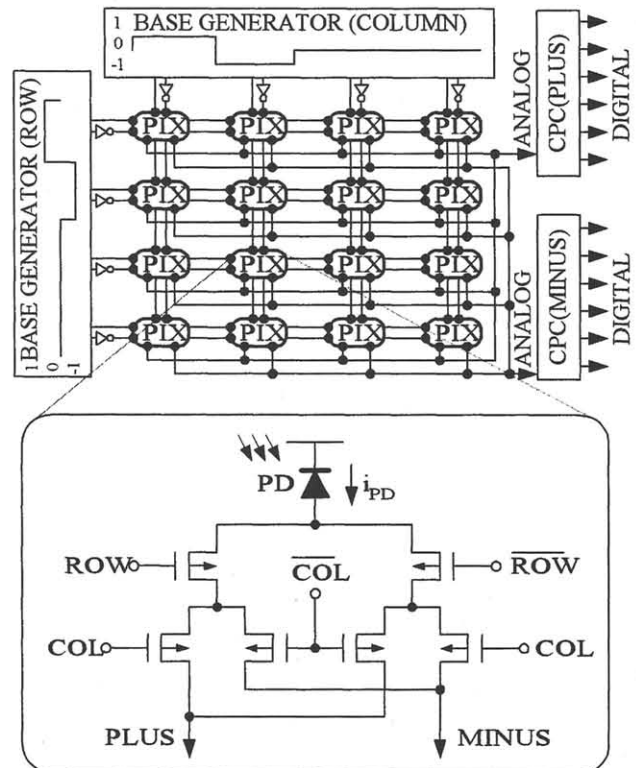 1 BASE GENERATOR (COLUMN)
0
-1
1 BASE GENERATOR (ROW)
0
-1
PIX PIX PIX PIX
PIX PIX PIX PIX
PIX PIX PIX PIX
PIX PIX PIX PIX
ANALOG
CPC(PLUS)
DIGITAL
ANALOG
CPC(MINUS)
DIGITAL
PD
iPD
ROW
COL
ROW
COL
COL
PLUS
MINUS